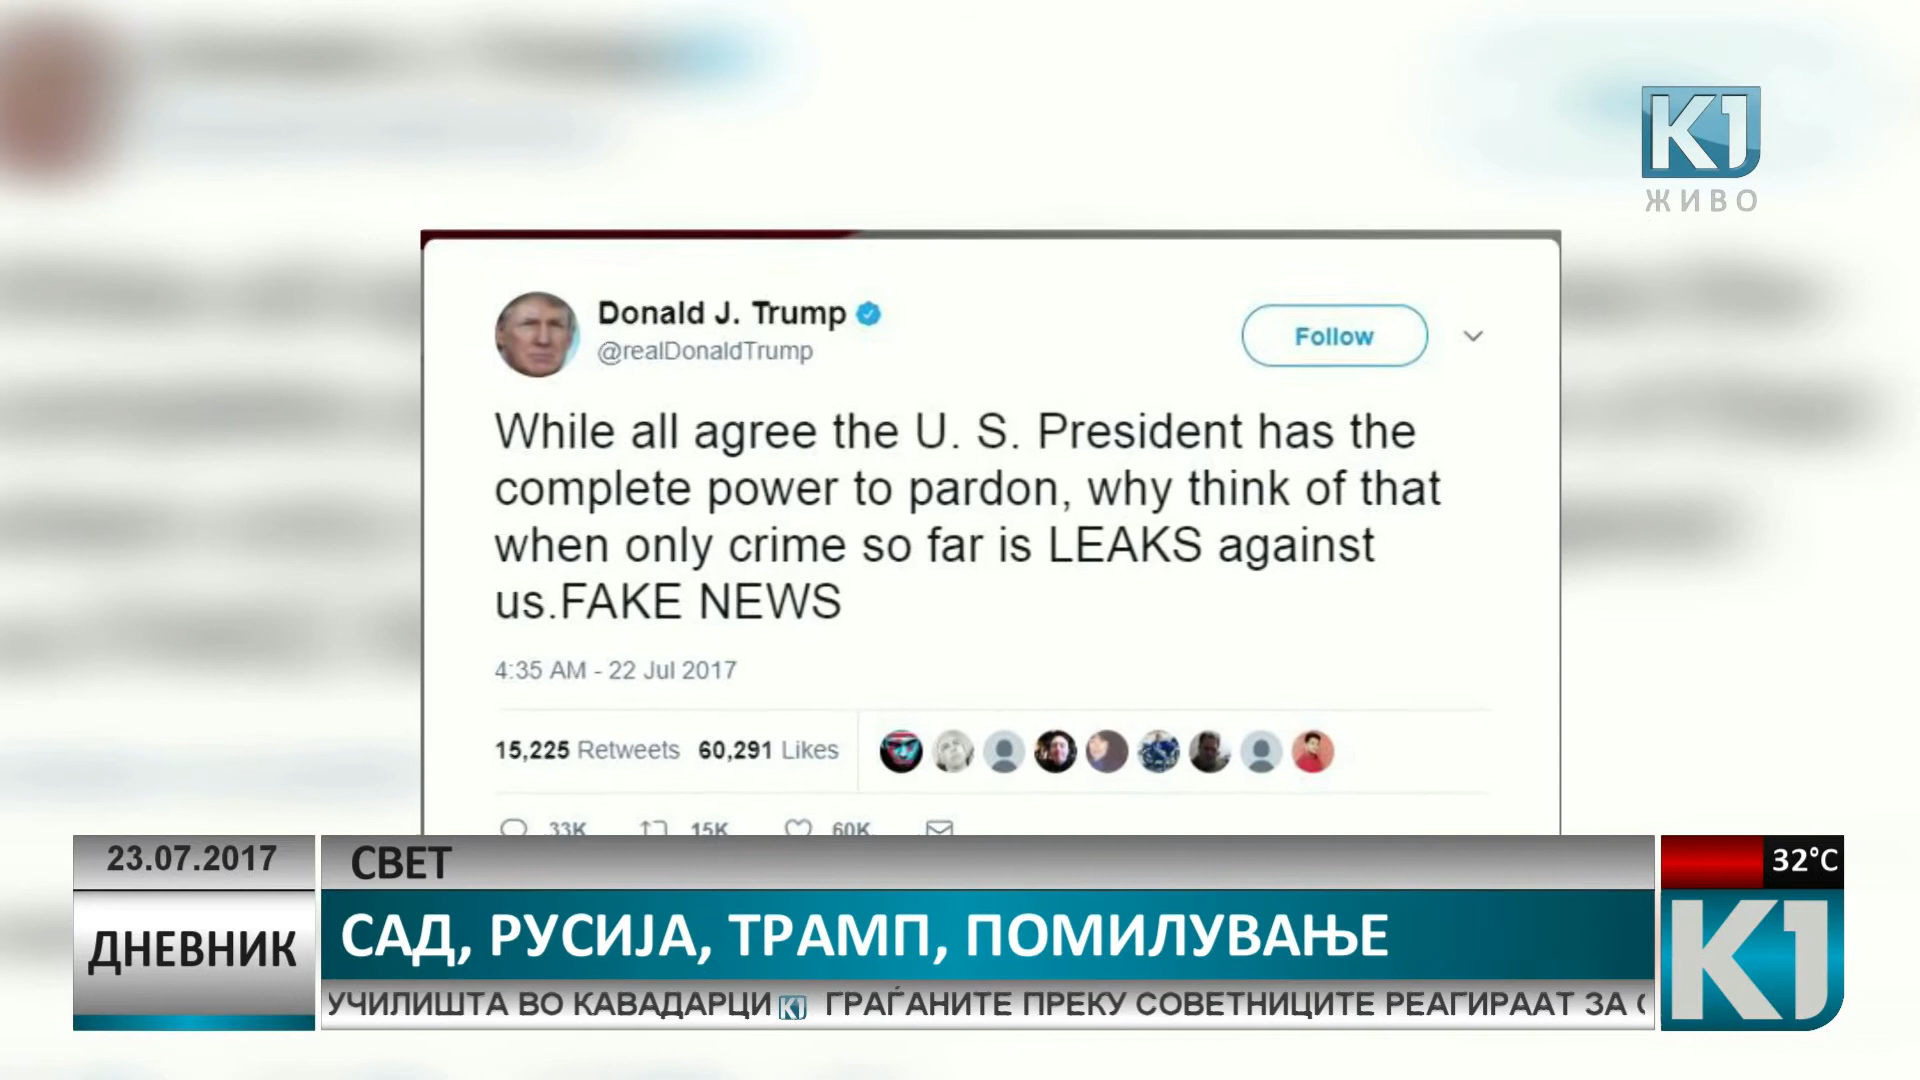 K1
ЖИВО
Donald J. Trump
@realDonaldTrump
Follow
While all agree the U. S. President has the
complete power to pardon, why think of that
when only crime so far is LEAKS against
us.FAKE NEWS
4:35 AM - 22 Jul 2017
15,225 Retweets 60,291 Likes
33K 15K 60K
23.07.2017
СВЕТ
32°C
ДНЕВНИК
САД, РУСИЈА, ТРАМП, ПОМИЛУВАЊЕ
K1
УЧИЛИШТА ВО КАВАДАРЦИ K1 ГРАЃАНИТЕ ПРЕКУ СОВЕТНИЦИТЕ РЕАГИРААТ ЗА